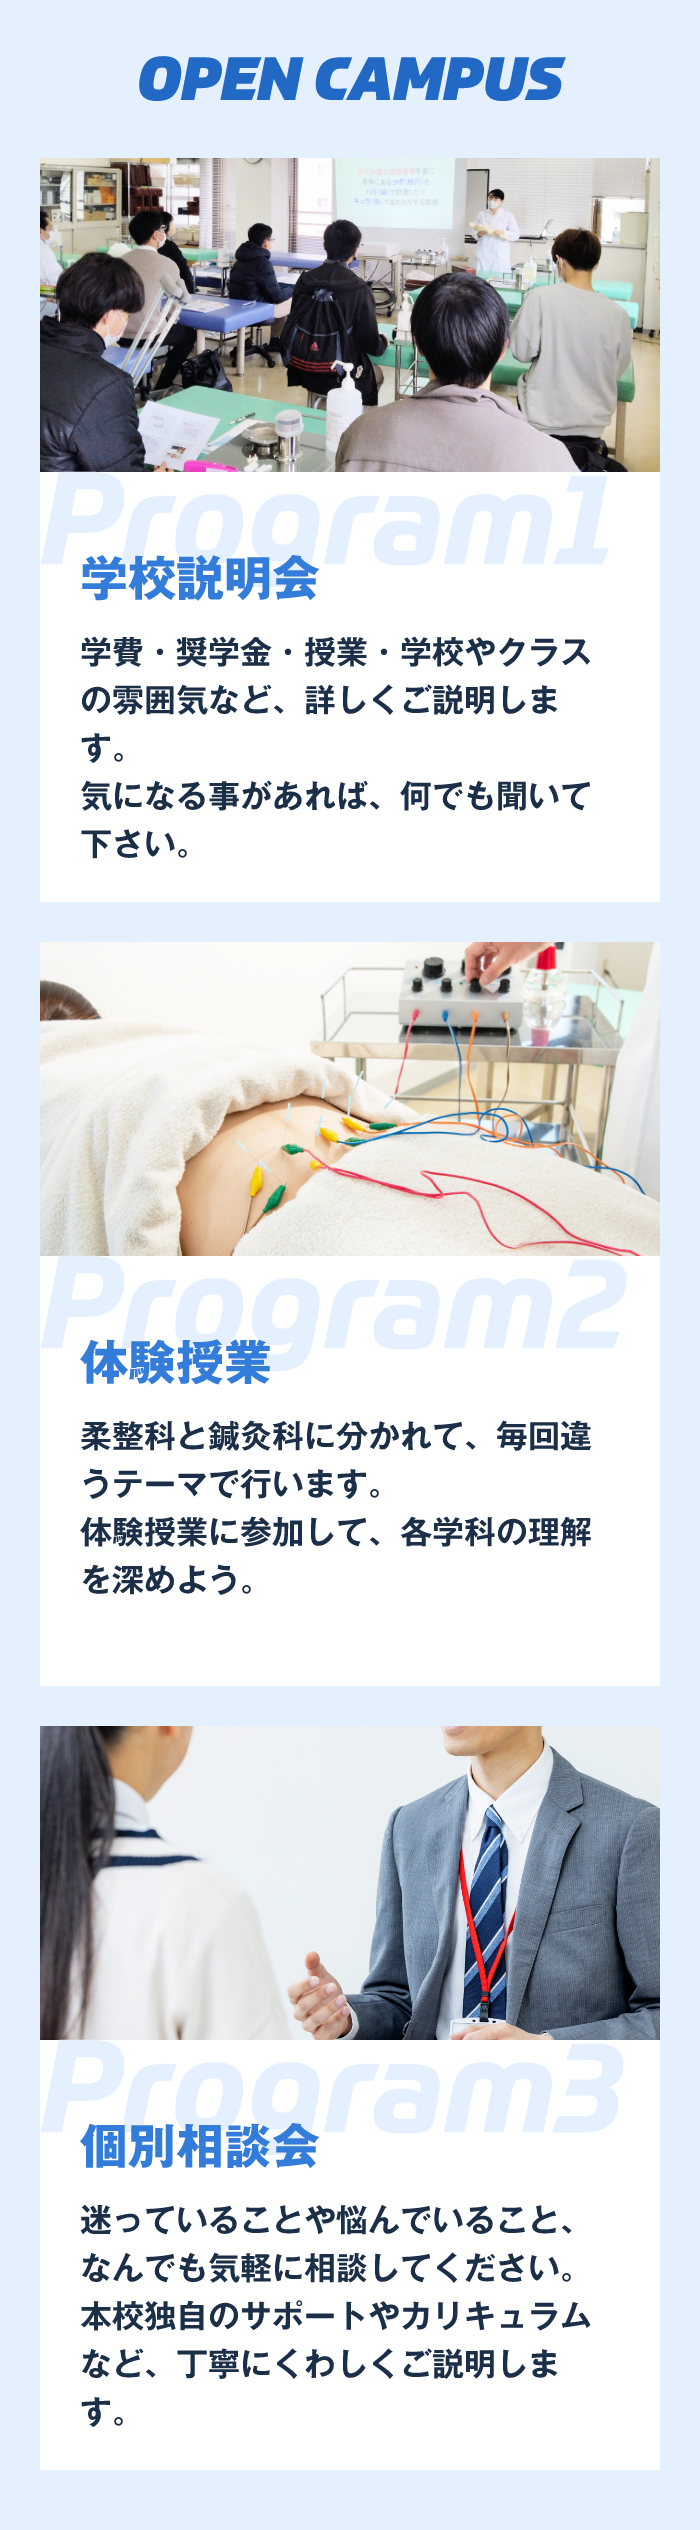 OPEN CAMPUS
Program1
学校説明会
学費・奨学金・授業・学校やクラス
の雰囲気など、詳しくご説明しま
す。
気になる事があれば、何でも聞いて
下さい。
Program2
体験授業
柔整科と鍼灸科に分かれて、毎回違
うテーマで行います。
体験授業に参加して、各学科の理解
を深めよう。
Program3
個別相談会
迷っていることや悩んでいること、
なんでも気軽に相談してください。
本校独自のサポートやカリキュラム
など、丁寧にくわしくご説明しま
す。